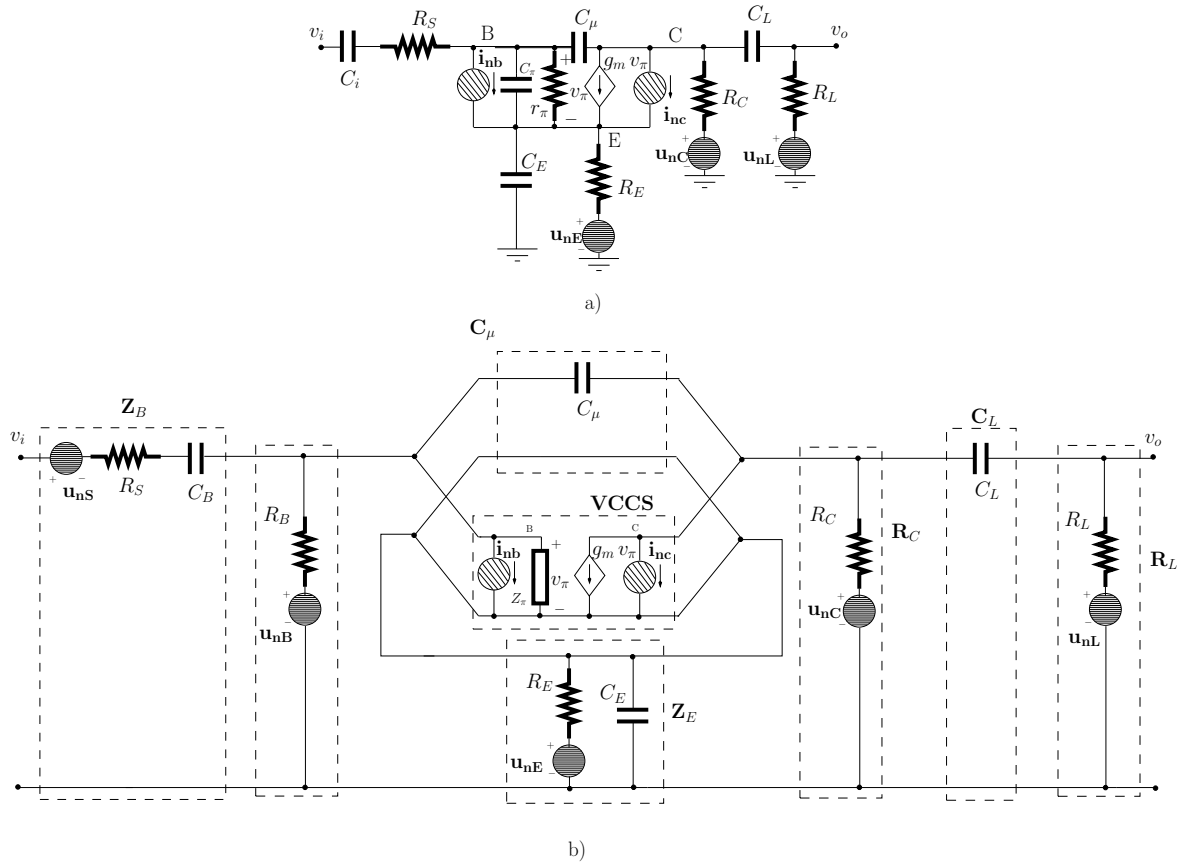 v_i
C_i
R_S
B
i_nb
C_π
r_π
+
v_π
−
C_μ
g_m v_π
i_nc
C
C_L
v_o
R_C
R_L
+
u_nC
−
+
u_nL
−
E
C_E
R_E
+
u_nE
−
a)
C_μ
C_μ
Z_B
v_i
+
−
u_nS
R_S
C_B
R_B
+
u_nB
−
VCCS
B
C
i_nb
Z_π
+
v_π
−
g_m v_π
i_nc
R_E
C_E
Z_E
+
u_nE
−
R_C
R_C
+
u_nC
−
C_L
C_L
v_o
R_L
R_L
+
u_nL
−
b)